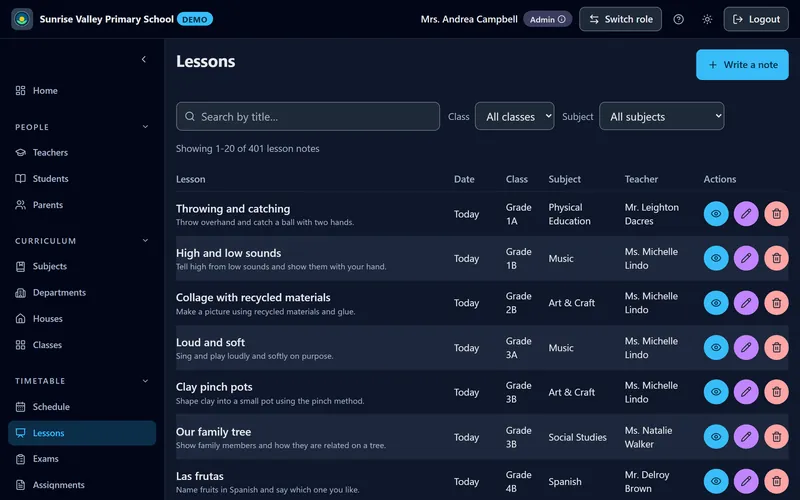 Sunrise Valley Primary School DEMO
Mrs. Andrea Campbell Admin Switch role Logout
Home
PEOPLE
Teachers
Students
Parents
CURRICULUM
Subjects
Departments
Houses
Classes
TIMETABLE
Schedule
Lessons
Exams
Assignments
Lessons
Write a note
Search by title...
Class All classes Subject All subjects
Showing 1-20 of 401 lesson notes
Lesson Date Class Subject Teacher Actions
Throwing and catching
Throw overhand and catch a ball with two hands.
Today
Grade
1A
Physical
Education
Mr. Leighton
Dacres
High and low sounds
Tell high from low sounds and show them with your hand.
Today
Grade
1B
Music
Ms. Michelle
Lindo
Collage with recycled materials
Make a picture using recycled materials and glue.
Today
Grade
2B
Art & Craft
Ms. Michelle
Lindo
Loud and soft
Sing and play loudly and softly on purpose.
Today
Grade
3A
Music
Ms. Michelle
Lindo
Clay pinch pots
Shape clay into a small pot using the pinch method.
Today
Grade
3B
Art & Craft
Ms. Michelle
Lindo
Our family tree
Show family members and how they are related on a tree.
Today
Grade
3B
Social Studies
Ms. Natalie
Walker
Las frutas
Name fruits in Spanish and say which one you like.
Today
Grade
4B
Spanish
Mr. Delroy
Brown